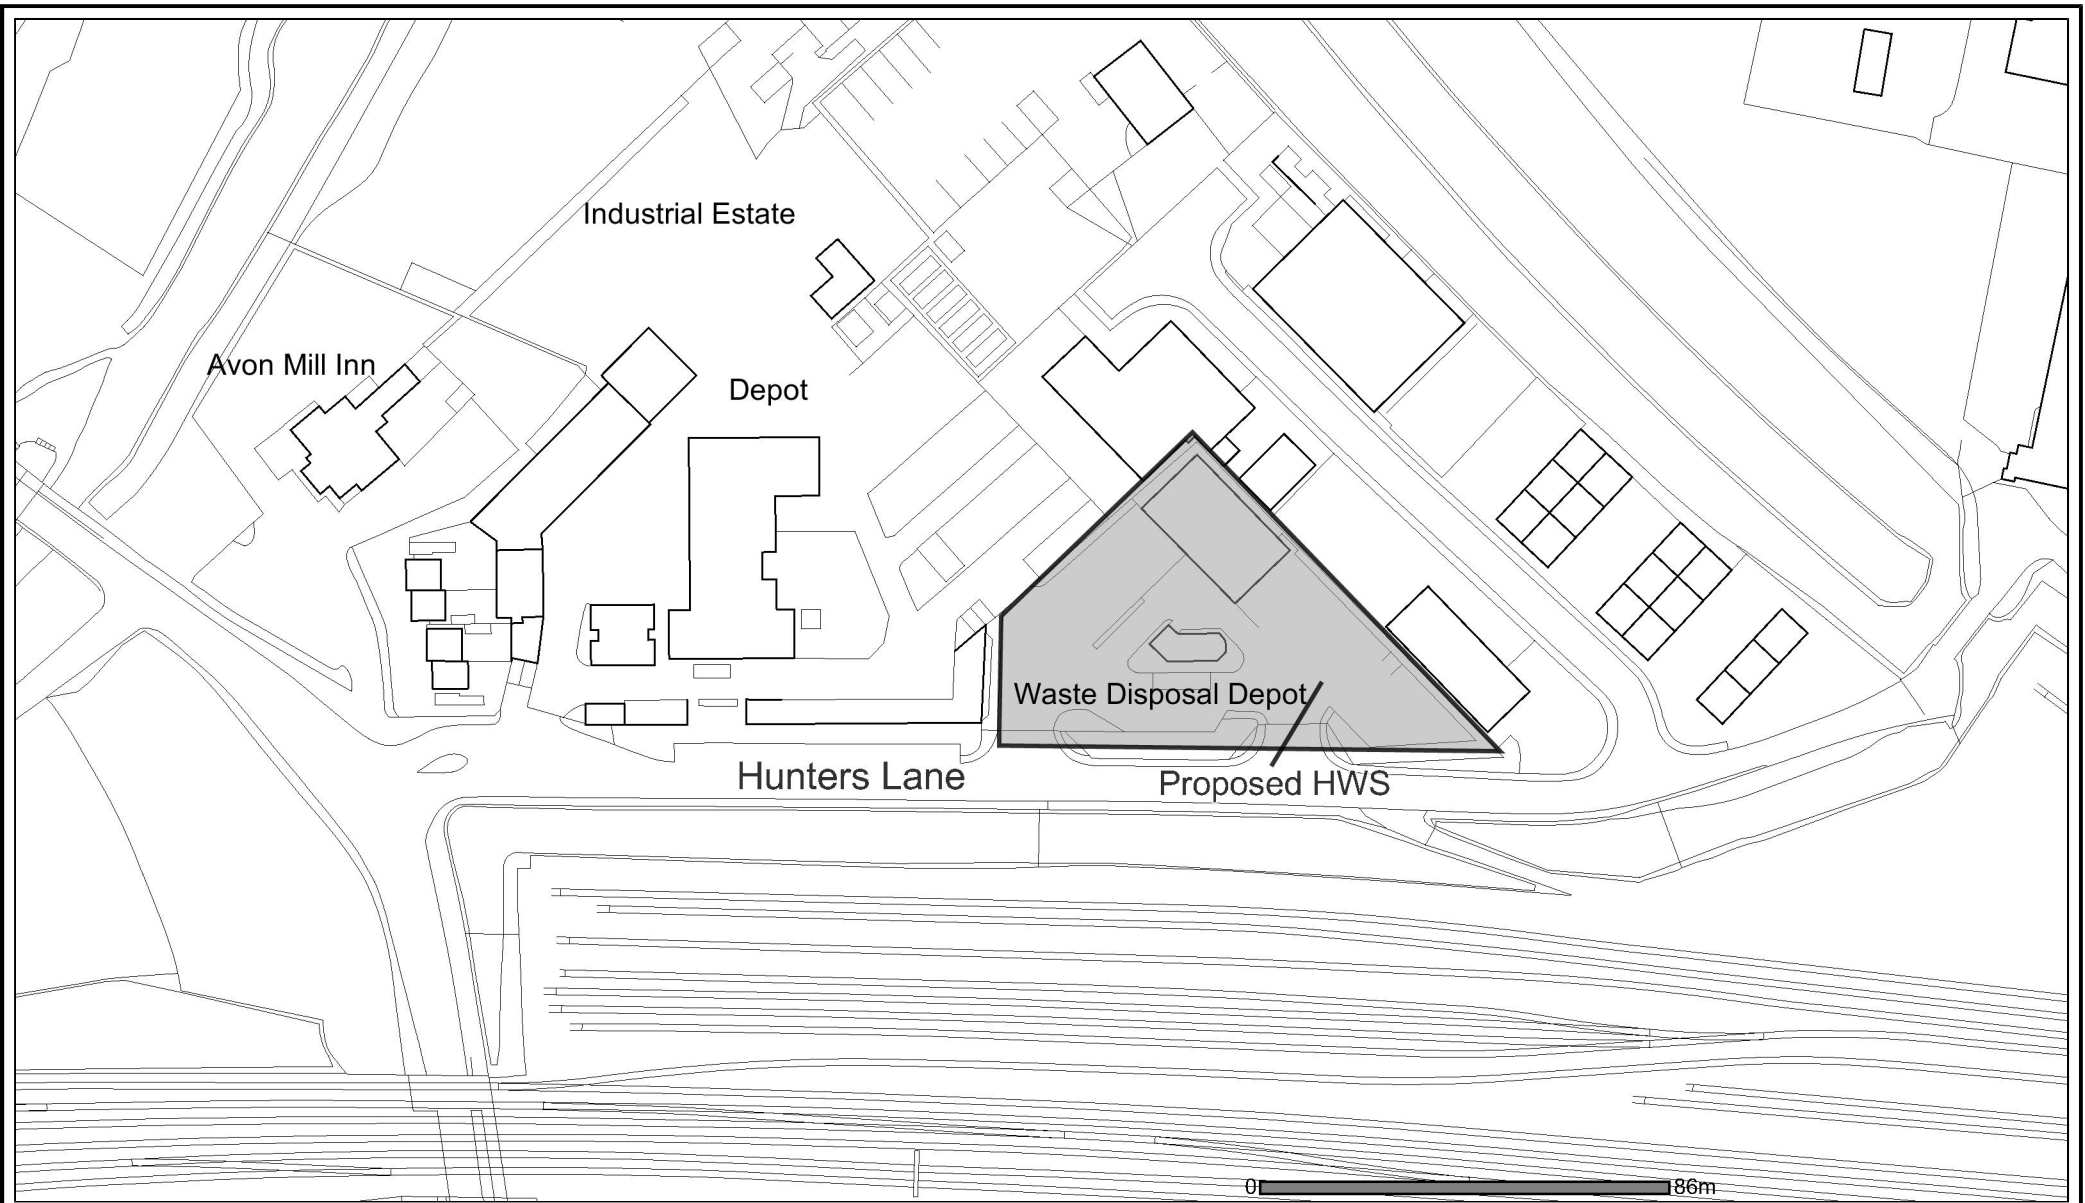 Industrial Estate
Avon Mill Inn
Depot
Waste Disposal Depot
Hunters Lane
Proposed HWS
0
86m